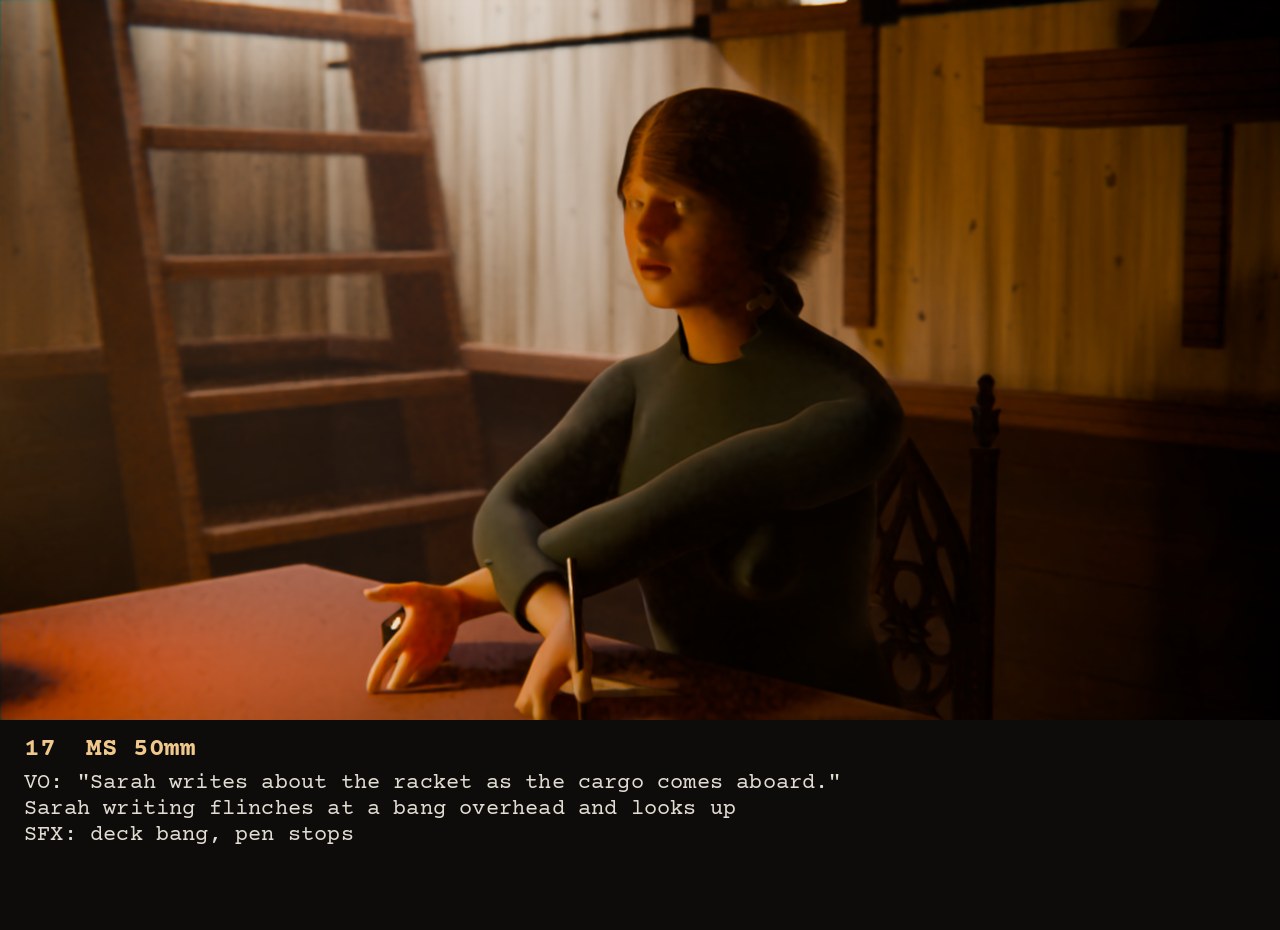 17  MS 50mm
VO: "Sarah writes about the racket as the cargo comes aboard."
Sarah writing flinches at a bang overhead and looks up
SFX: deck bang, pen stops